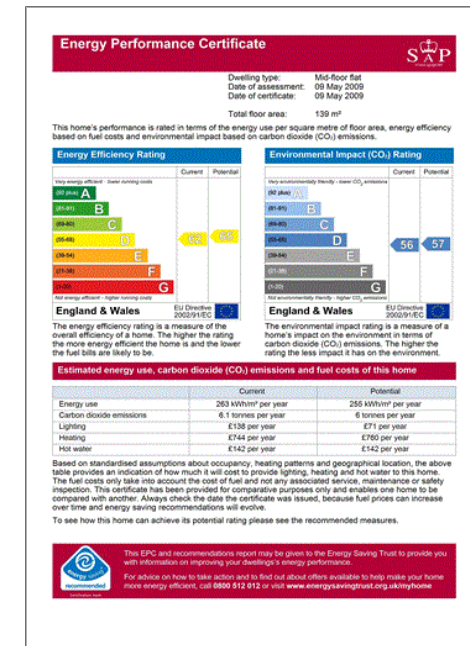 Energy Performance Certificate
SAP
Dwelling type: Mid-floor flat
Date of assessment: 09 May 2009
Date of certificate: 09 May 2009
Total floor area: 139 m²
This home's performance is rated in terms of the energy use per square metre of floor area, energy efficiency
based on fuel costs and environmental impact based on carbon dioxide (CO₂) emissions.
Energy Efficiency Rating
Current Potential
Very energy efficient - lower running costs
(92 plus) A
(81-91) B
(69-80) C
(55-68) D
(39-54) E
(21-38) F
(1-20) G
62 65
Not energy efficient - higher running costs
England & Wales
EU Directive
2002/91/EC
Environmental Impact (CO₂) Rating
Current Potential
Very environmentally friendly - lower CO₂ emissions
(92 plus) A
(81-91) B
(69-80) C
(55-68) D
(39-54) E
(21-38) F
(1-20) G
56 57
Not environmentally friendly - higher CO₂ emissions
England & Wales
EU Directive
2002/91/EC
The energy efficiency rating is a measure of the
overall efficiency of a home. The higher the rating
the more energy efficient the home is and the lower
the fuel bills are likely to be.
The environmental impact rating is a measure of a
home's impact on the environment in terms of
carbon dioxide (CO₂) emissions. The higher the
rating the less impact it has on the environment.
Estimated energy use, carbon dioxide (CO₂) emissions and fuel costs of this home
Current Potential
Energy use 263 kWh/m² per year 255 kWh/m² per year
Carbon dioxide emissions 6.1 tonnes per year 6 tonnes per year
Lighting £138 per year £71 per year
Heating £744 per year £760 per year
Hot water £142 per year £142 per year
Based on standardised assumptions about occupancy, heating patterns and geographical location, the above
table provides an indication of how much it will cost to provide lighting, heating and hot water to this home.
The fuel costs only take into account the cost of fuel and not any associated service, maintenance or safety
inspection. This certificate has been provided for comparative purposes only and enables one home to be
compared with another. Always check the date the certificate was issued, because fuel prices can increase
over time and energy saving recommendations will evolve.
To see how this home can achieve its potential rating please see the recommended measures.
energy saving
recommended
Certification mark
This EPC and recommendations report may be given to the Energy Saving Trust to provide you
with information on improving your dwellings's energy performance.
For advice on how to take action and to find out about offers available to help make your home
more energy efficient, call 0800 512 012 or visit www.energysavingtrust.org.uk/myhome